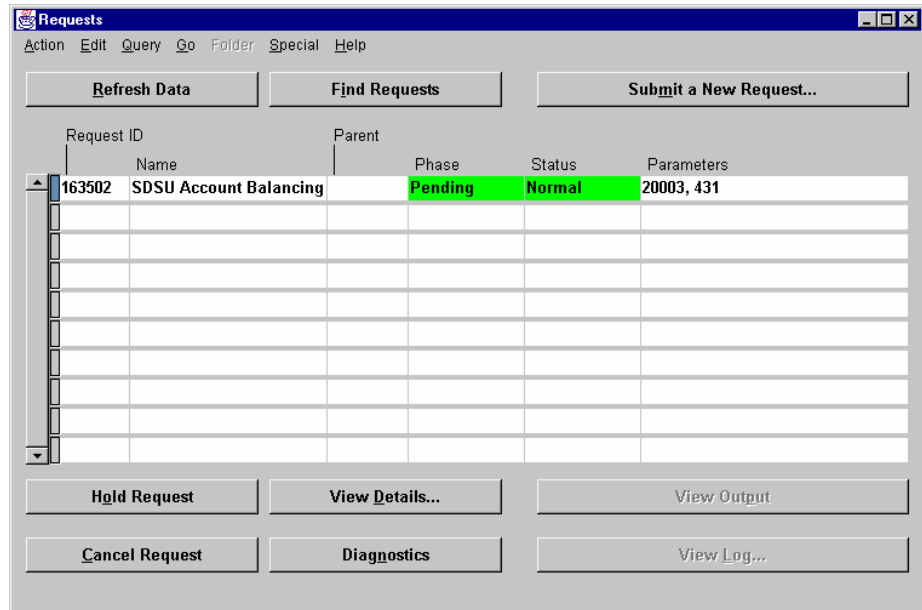 Requests
Action Edit Query Go Folder Special Help
Refresh Data Find Requests Submit a New Request...
Request ID Parent
Name Phase Status Parameters
163502 SDSU Account Balancing Pending Normal 20003, 431
Hold Request View Details... View Output
Cancel Request Diagnostics View Log...